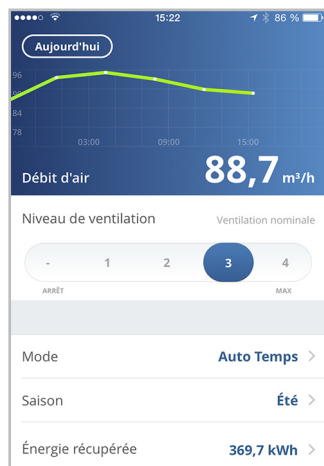 15:22
86 %
Aujourd'hui
96
90
84
78
03:00 09:00 15:00
Débit d'air 88,7 m³/h
Niveau de ventilation Ventilation nominale
- 1 2 3 4
ARRÊT MAX
Mode Auto Temps
Saison Été
Énergie récupérée 369,7 kWh